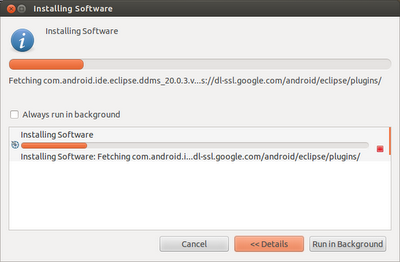 Installing Software
Installing Software
Fetching com.android.ide.eclipse.ddms_20.0.3.v...s://dl-ssl.google.com/android/eclipse/plugins/
Always run in background
Installing Software
Installing Software: Fetching com.android.i...dl-ssl.google.com/android/eclipse/plugins/
Cancel
<< Details
Run in Background